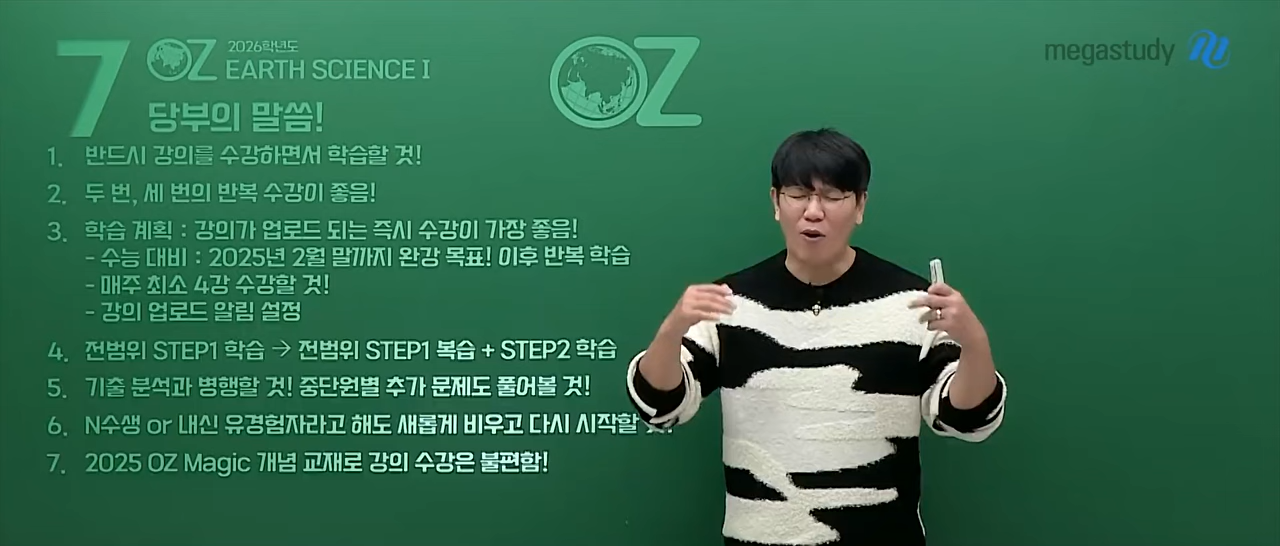 7
OZ
2026학년도
EARTH SCIENCE I
당부의 말씀!
OZ
megastudy
1. 반드시 강의를 수강하면서 학습할 것!
2. 두 번, 세 번의 반복 수강이 좋음!
3. 학습 계획 : 강의가 업로드 되는 즉시 수강이 가장 좋음!
- 수능 대비 : 2025년 2월 말까지 완강 목표! 이후 반복 학습
- 매주 최소 4강 수강할 것!
- 강의 업로드 알림 설정
4. 전범위 STEP1 학습 → 전범위 STEP1 복습 + STEP2 학습
5. 기출 분석과 병행할 것! 중단원별 추가 문제도 풀어볼 것!
6. N수생 or 내신 유경험자라고 해도 새롭게 비우고 다시 시작할
7. 2025 OZ Magic 개념 교재로 강의 수강은 불편함!